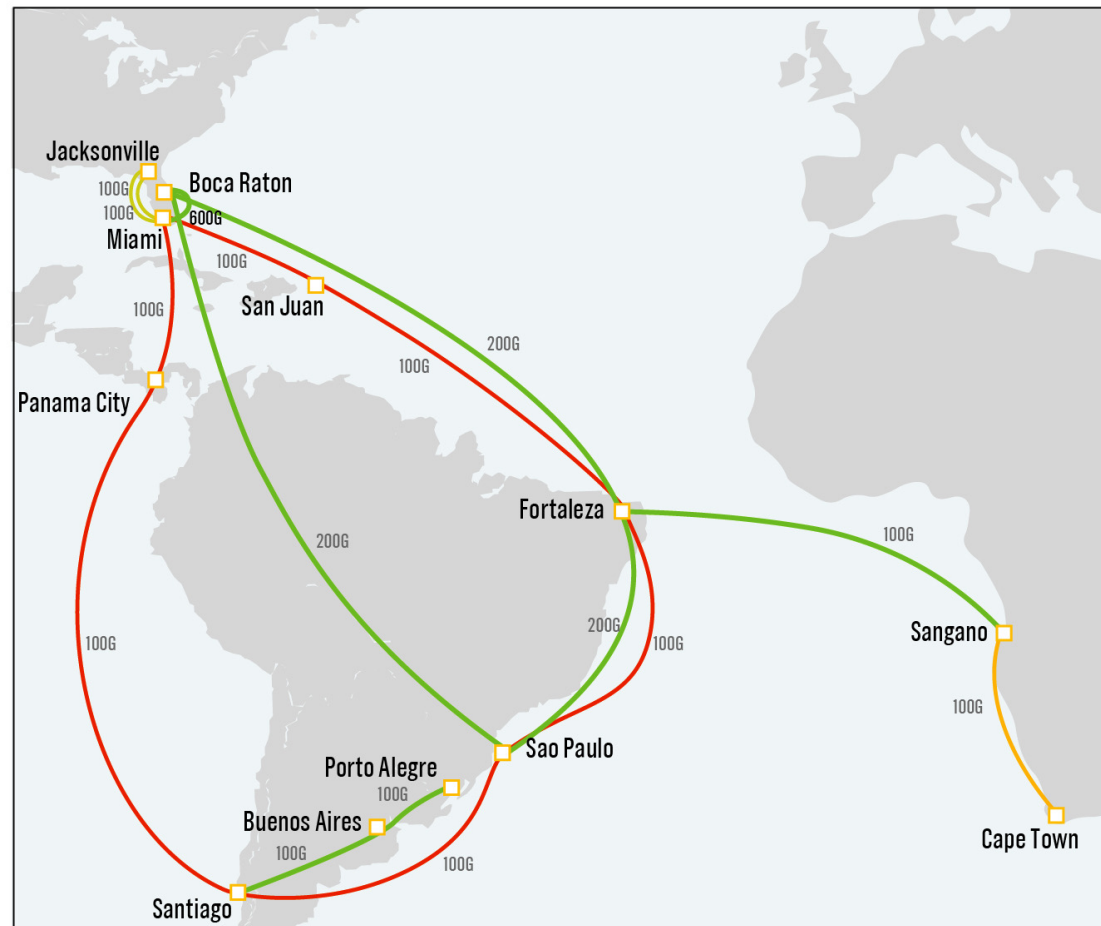 Jacksonville
100G
Boca Raton
100G
600G
Miami
100G
San Juan
100G
200G
100G
Panama City
Fortaleza
100G
200G
200G
100G
Sangano
100G
100G
Sao Paulo
Porto Alegre
100G
Buenos Aires
100G
100G
Cape Town
Santiago